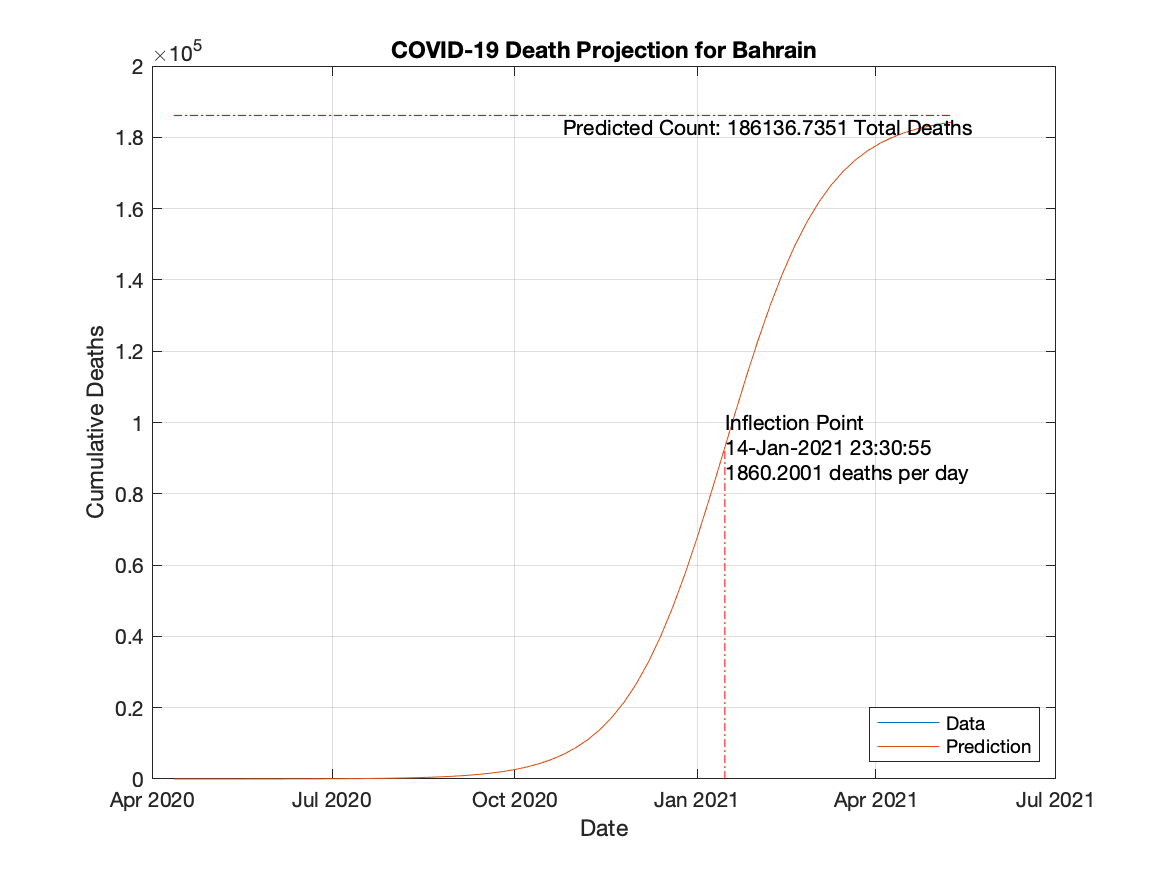 COVID-19 Death Projection for Bahrain
×10⁵
2
1.8
1.6
1.4
1.2
1
0.8
0.6
0.4
0.2
0
Cumulative Deaths
Predicted Count: 186136.7351 Total Deaths
Inflection Point
14-Jan-2021 23:30:55
1860.2001 deaths per day
Data
Prediction
Apr 2020 Jul 2020 Oct 2020 Jan 2021 Apr 2021 Jul 2021
Date